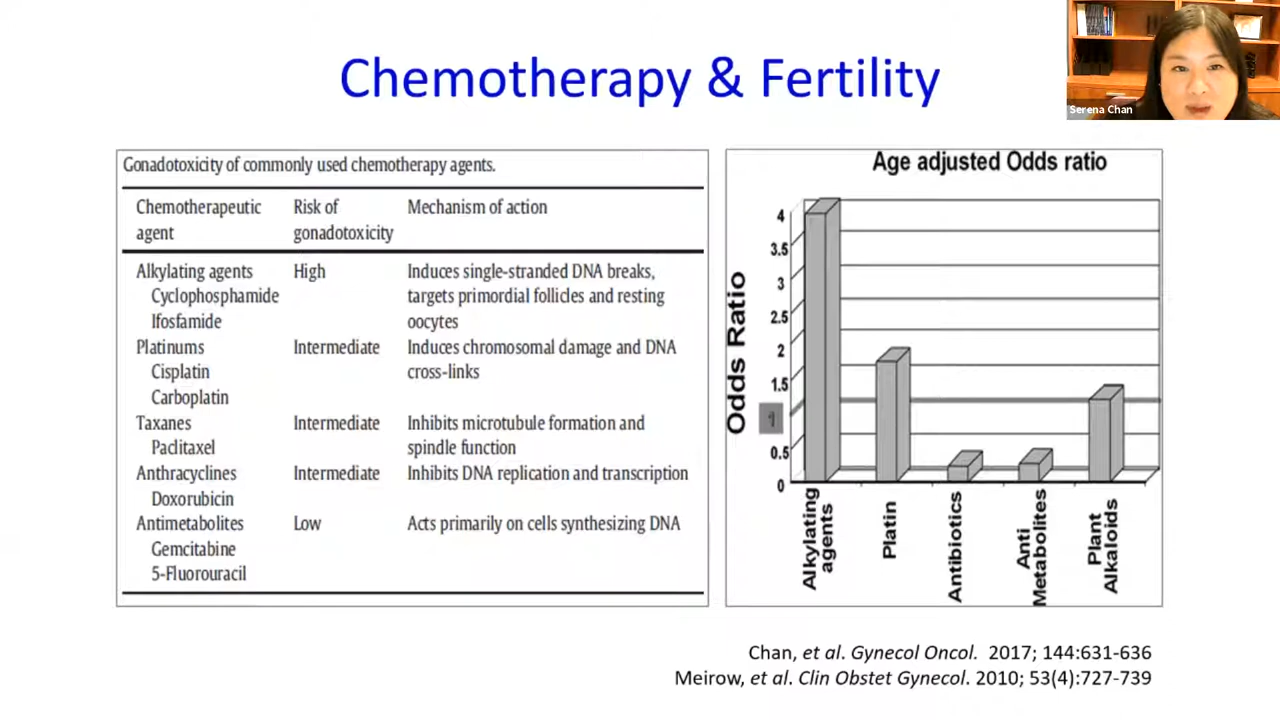 Chemotherapy & Fertility
Serena Chan
Gonadotoxicity of commonly used chemotherapy agents.
Chemotherapeutic agent
Risk of gonadotoxicity
Mechanism of action
Alkylating agents High Induces single-stranded DNA breaks,
Cyclophosphamide targets primordial follicles and resting
Ifosfamide oocytes
Platinums Intermediate Induces chromosomal damage and DNA
Cisplatin cross-links
Carboplatin
Taxanes Intermediate Inhibits microtubule formation and
Paclitaxel spindle function
Anthracyclines Intermediate Inhibits DNA replication and transcription
Doxorubicin
Antimetabolites Low Acts primarily on cells synthesizing DNA
Gemcitabine
5-Fluorouracil
Age adjusted Odds ratio
Odds Ratio
4
3.5
3
2.5
2
1.5
1
0.5
0
Alkylating agents
Platin
Antibiotics
Anti Metabolites
Plant Alkaloids
Chan, et al. Gynecol Oncol. 2017; 144:631-636
Meirow, et al. Clin Obstet Gynecol. 2010; 53(4):727-739